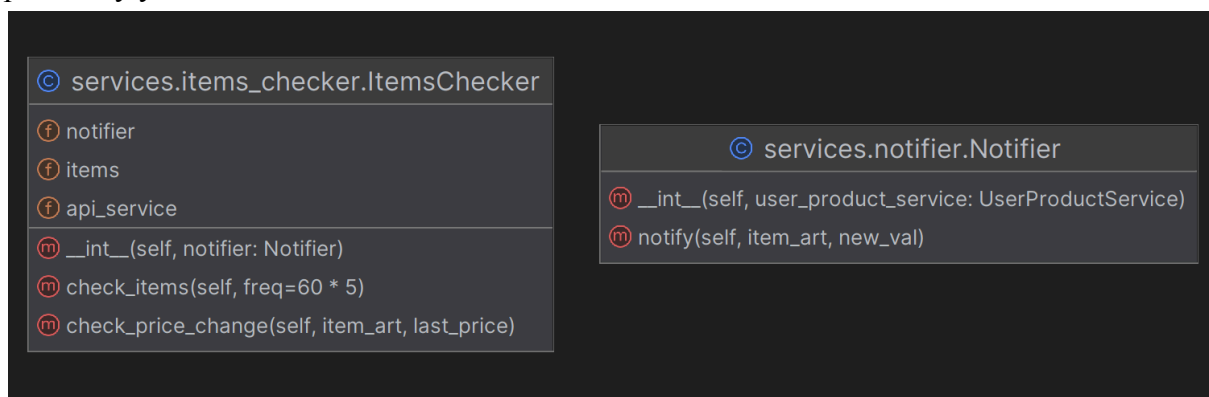 services.items_checker.ItemsChecker
notifier
items
api_service
__int__(self, notifier: Notifier)
check_items(self, freq=60 * 5)
check_price_change(self, item_art, last_price)
services.notifier.Notifier
__int__(self, user_product_service: UserProductService)
notify(self, item_art, new_val)